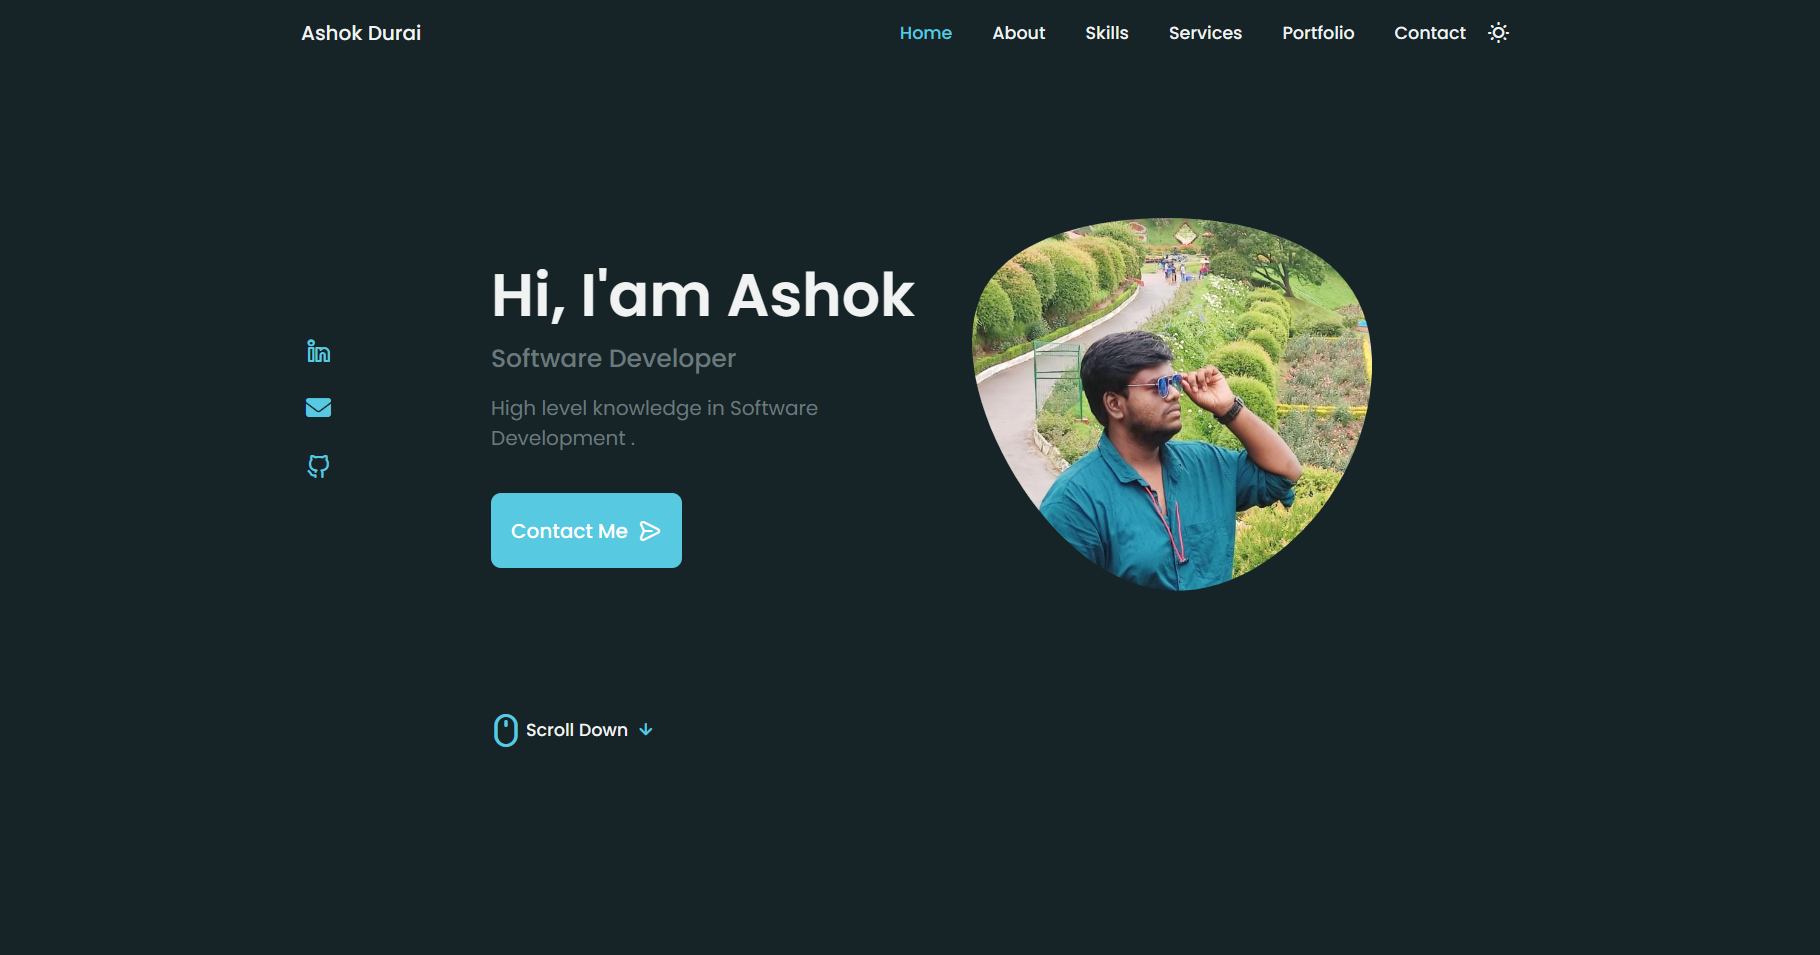 Ashok Durai
Home About Skills Services Portfolio Contact
Hi, I'am Ashok
Software Developer
High level knowledge in Software
Development .
Contact Me
Scroll Down